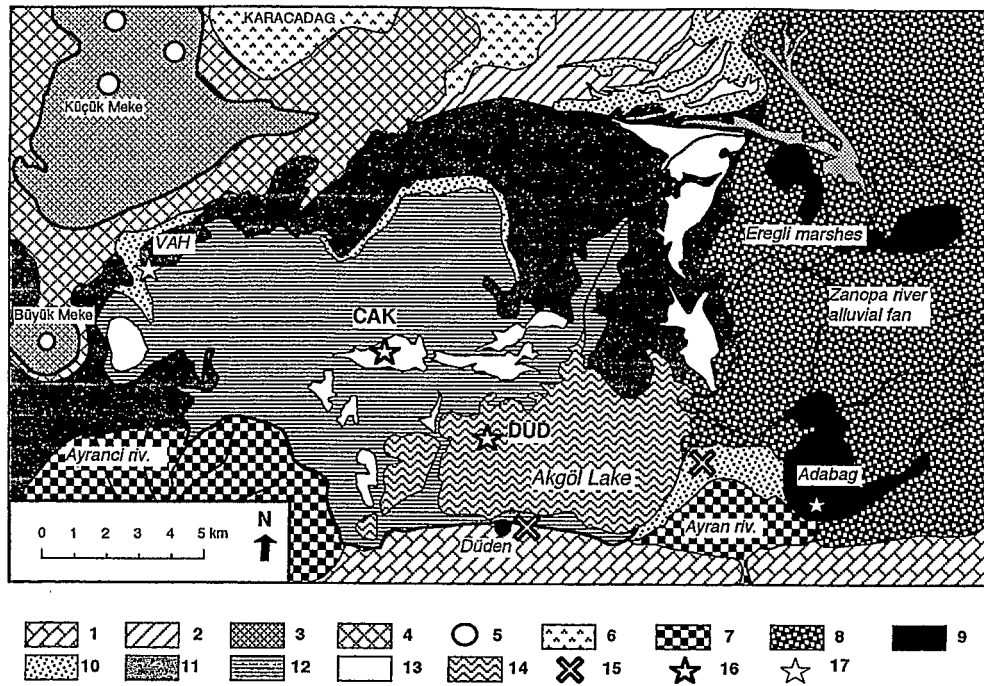 KARACADAG
Küçük Meke
VAH
Eregli marshes
Büyük Meke
ÇAK
Zanopa river
alluvial fan
DÜD
Ayranci riv.
Akgöl Lake
Adabag
Düden
Ayran riv.
0 1 2 3 4 5 km
N
1 2 3 4 5 6 7 8 9
10 11 12 13 14 15 16 17